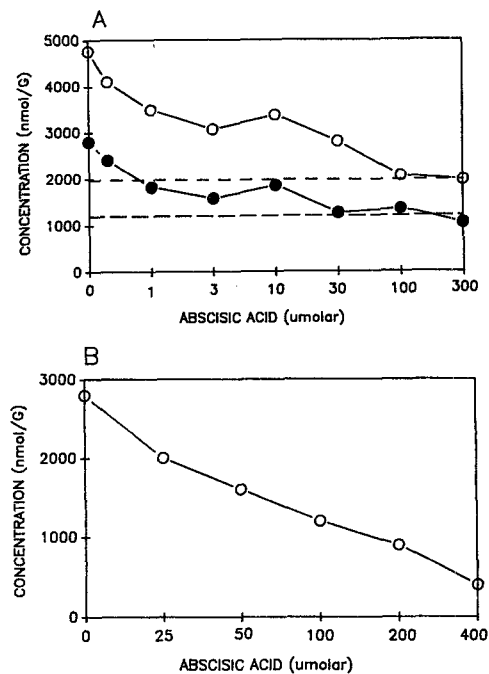 A
CONCENTRATION (nmol/G)
5000
4000
3000
2000
1000
0
0 1 3 10 30 100 300
ABSCISIC ACID (umolar)
B
CONCENTRATION (nmol/G)
3000
2000
1000
0
0 25 50 100 200 400
ABSCISIC ACID (umolar)